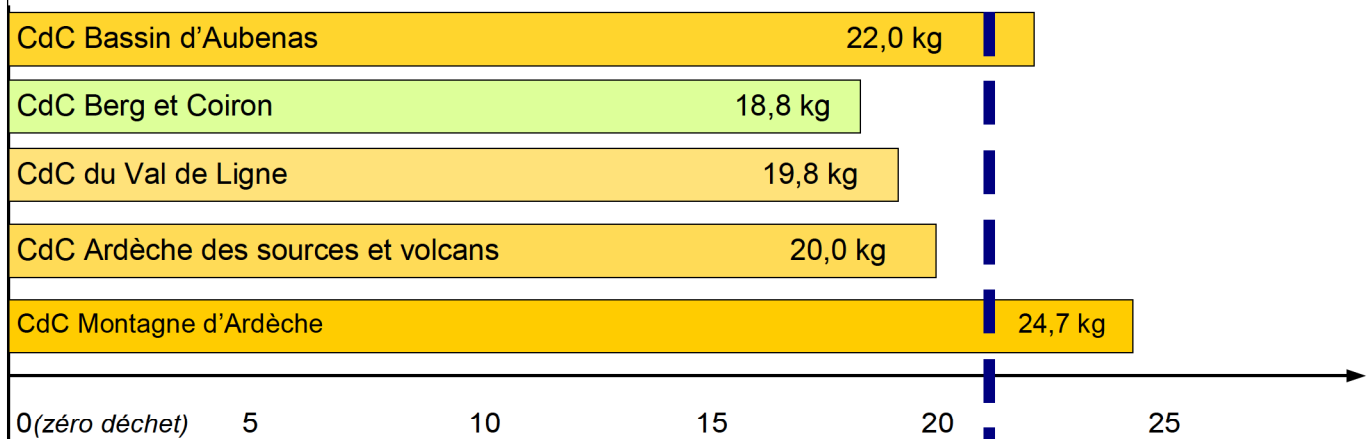 CdC Bassin d’Aubenas 22,0 kg
CdC Berg et Coiron 18,8 kg
CdC du Val de Ligne 19,8 kg
CdC Ardèche des sources et volcans 20,0 kg
CdC Montagne d’Ardèche 24,7 kg
0(zéro déchet) 5 10 15 20 25